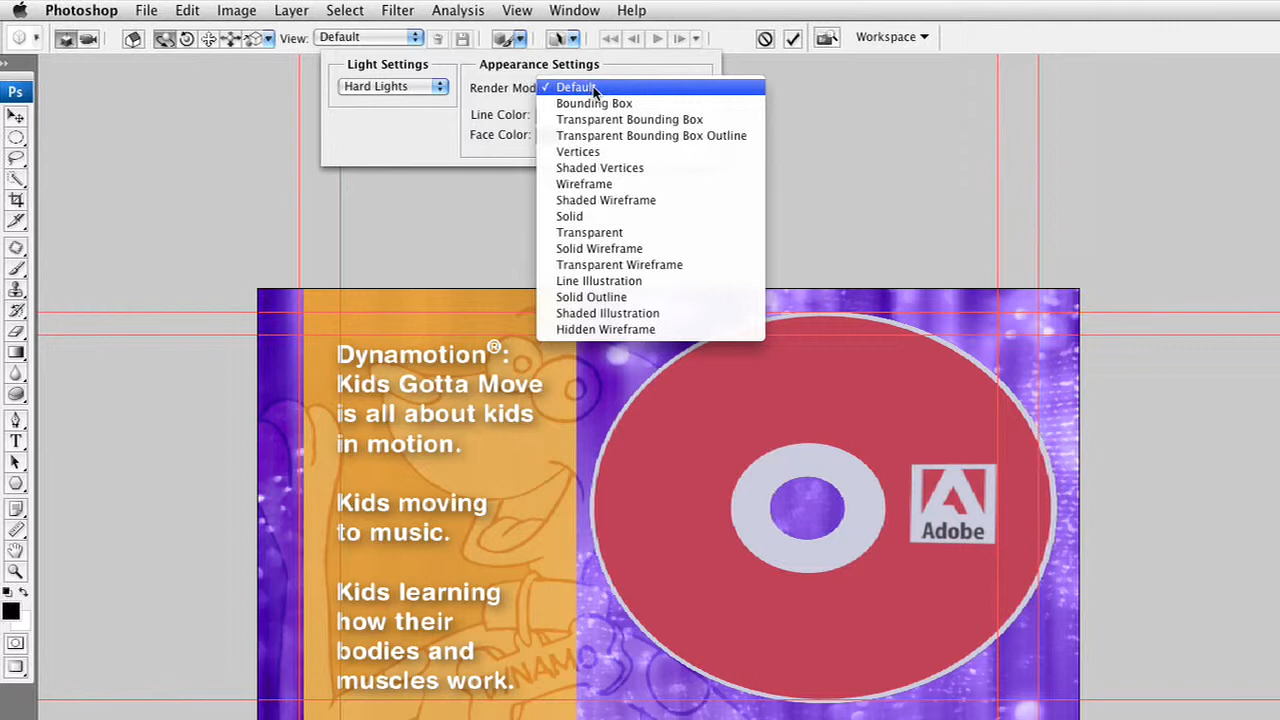 Photoshop File Edit Image Layer Select Filter Analysis View Window Help
View: Default Workspace
Light Settings
Hard Lights
Appearance Settings
Render Mod
Line Color:
Face Color:
✓ Default
Bounding Box
Transparent Bounding Box
Transparent Bounding Box Outline
Vertices
Shaded Vertices
Wireframe
Shaded Wireframe
Solid
Transparent
Solid Wireframe
Transparent Wireframe
Line Illustration
Solid Outline
Shaded Illustration
Hidden Wireframe
Ps
T
Dynamotion®:
Kids Gotta Move
is all about kids
in motion.
Kids moving
to music.
Kids learning
how their
bodies and
muscles work.
DYNAMO
Adobe